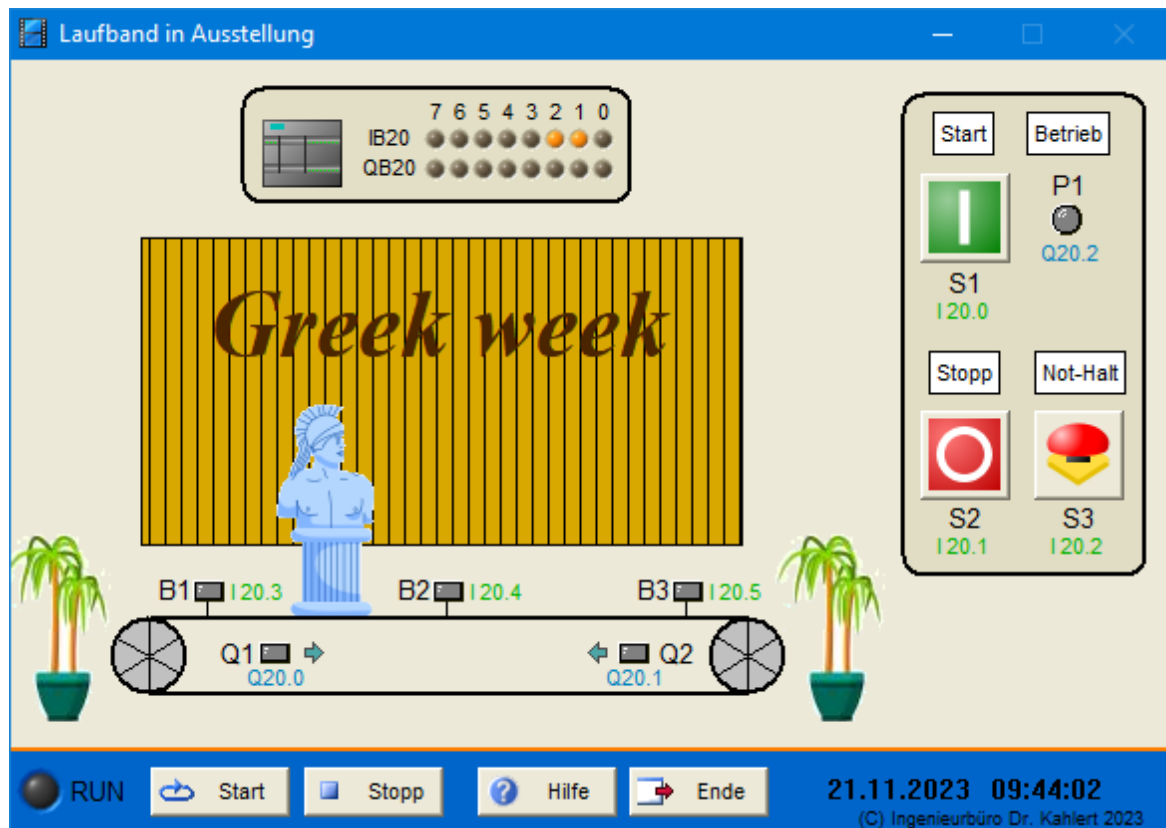 Laufband in Ausstellung
7 6 5 4 3 2 1 0
IB20
QB20
Start
Betrieb
P1
Q20.2
S1
I 20.0
Greek week
Stopp
Not-Halt
S2
I 20.1
S3
I 20.2
B1 I 20.3
B2 I 20.4
B3 I 20.5
Q1
Q20.0
Q2
Q20.1
RUN
Start
Stopp
Hilfe
Ende
21.11.2023 09:44:02
(C) Ingenieurbüro Dr. Kahlert 2023